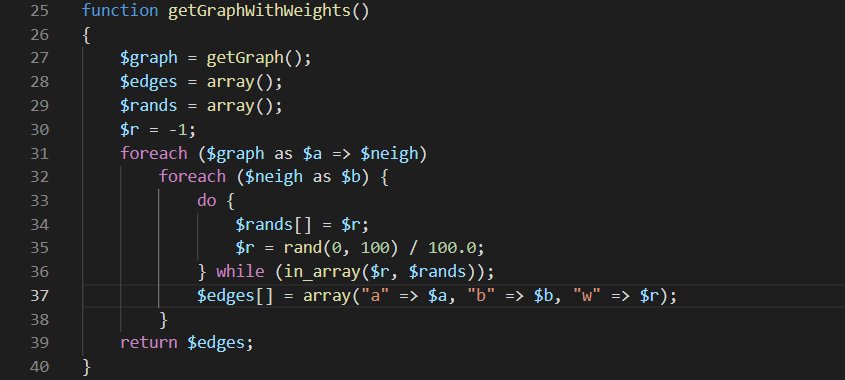 25 function getGraphWithWeights()
26 {
27 $graph = getGraph();
28 $edges = array();
29 $rands = array();
30 $r = -1;
31 foreach ($graph as $a => $neigh)
32 foreach ($neigh as $b) {
33 do {
34 $rands[] = $r;
35 $r = rand(0, 100) / 100.0;
36 } while (in_array($r, $rands));
37 $edges[] = array("a" => $a, "b" => $b, "w" => $r);
38 }
39 return $edges;
40 }